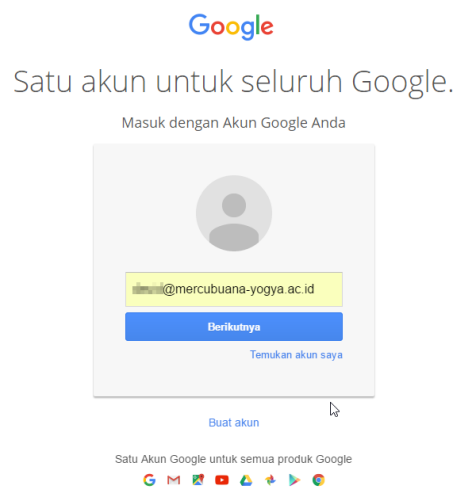 Google
Satu akun untuk seluruh Google.
Masuk dengan Akun Google Anda
@mercubuana-yogya.ac.id
Berikutnya
Temukan akun saya
Buat akun
Satu Akun Google untuk semua produk Google